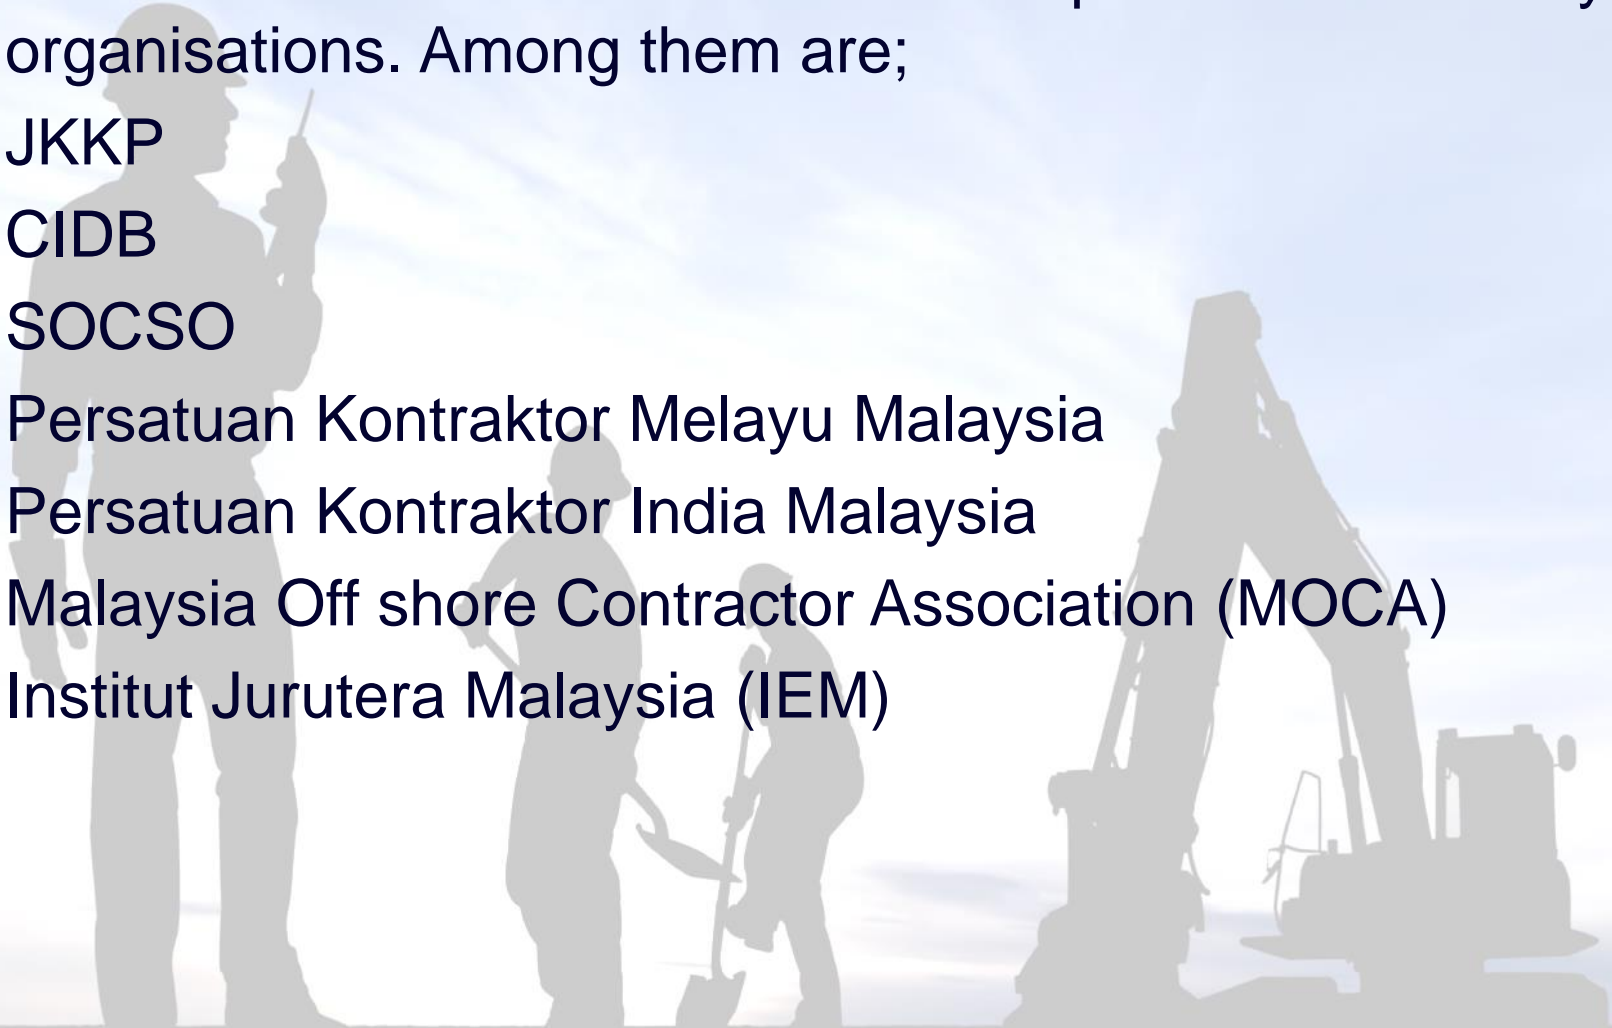 organisations. Among them are;
JKKP
CIDB
SOCSO
Persatuan Kontraktor Melayu Malaysia
Persatuan Kontraktor India Malaysia
Malaysia Off shore Contractor Association (MOCA)
Institut Jurutera Malaysia (IEM)